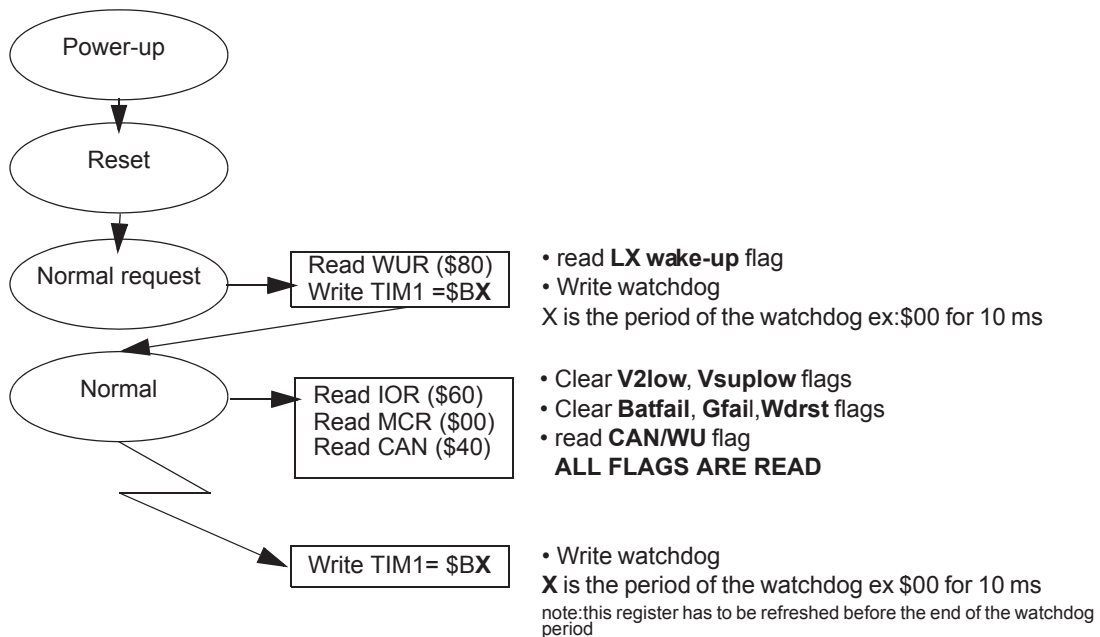 Power-up
Reset
Normal request
Read WUR ($80)
Write TIM1 =$BX
• read LX wake-up flag
• Write watchdog
X is the period of the watchdog ex:$00 for 10 ms
Normal
Read IOR ($60)
Read MCR ($00)
Read CAN ($40)
• Clear V2low, Vsuplow flags
• Clear Batfail, Gfail,Wdrst flags
• read CAN/WU flag
ALL FLAGS ARE READ
Write TIM1= $BX
• Write watchdog
X is the period of the watchdog ex $00 for 10 ms
note:this register has to be refreshed before the end of the watchdog
period